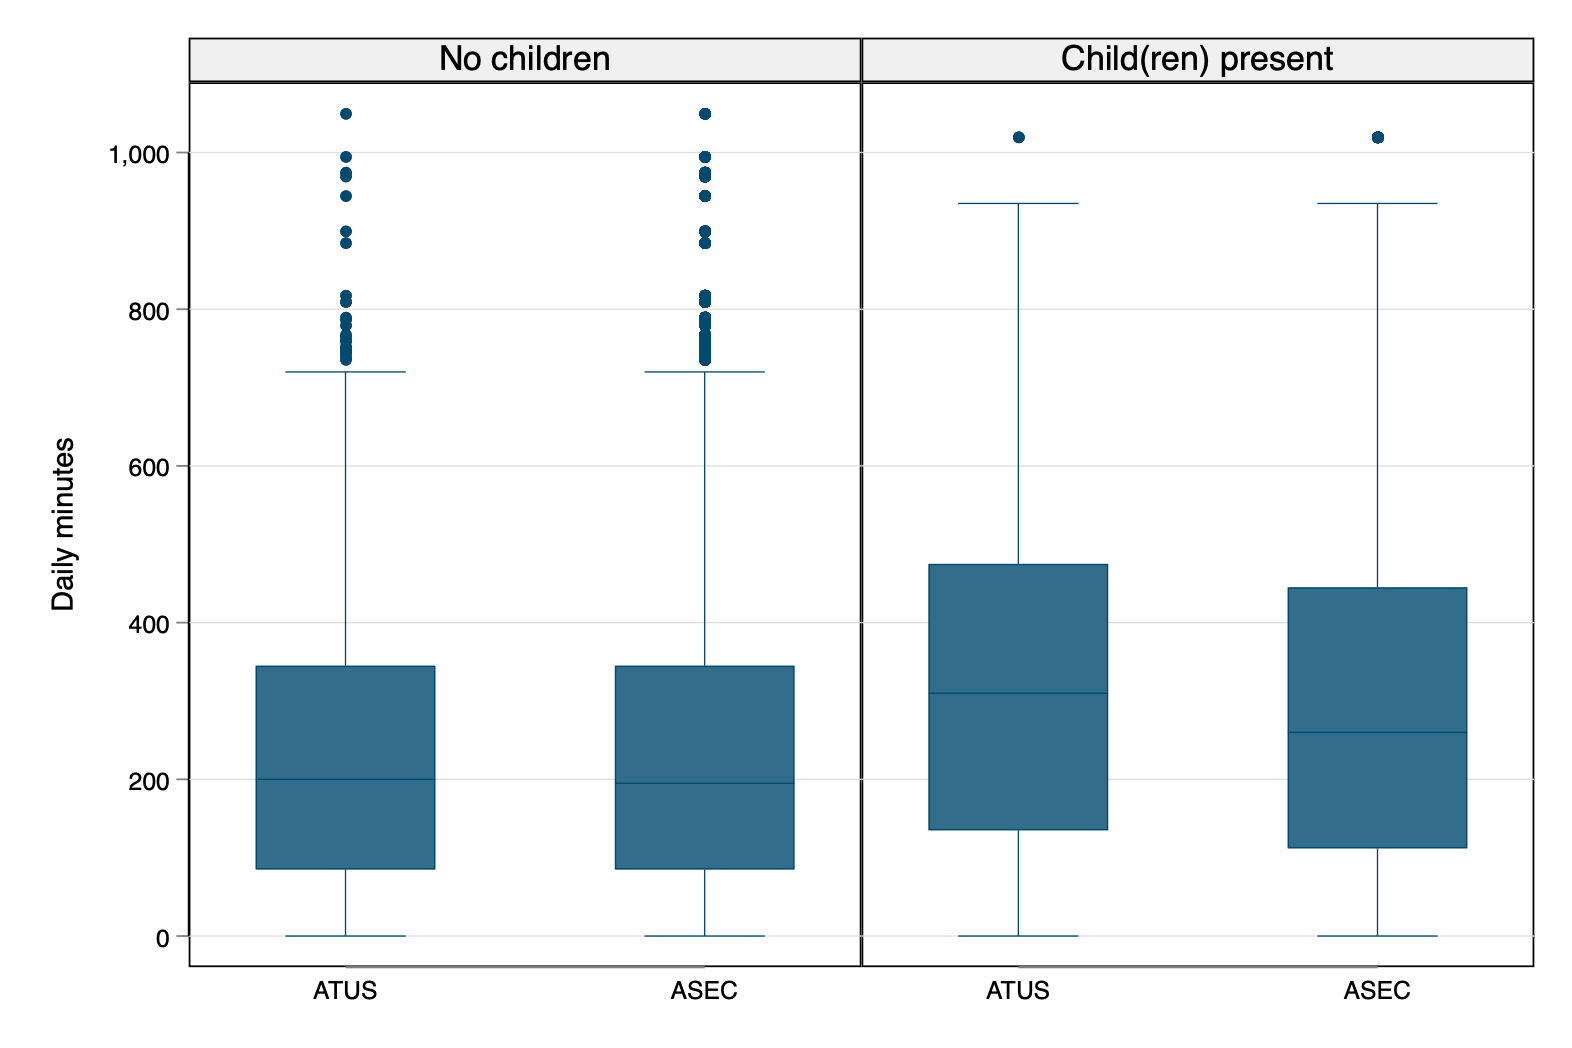 No children
Child(ren) present
Daily minutes
1,000
800
600
400
200
0
ATUS
ASEC
ATUS
ASEC